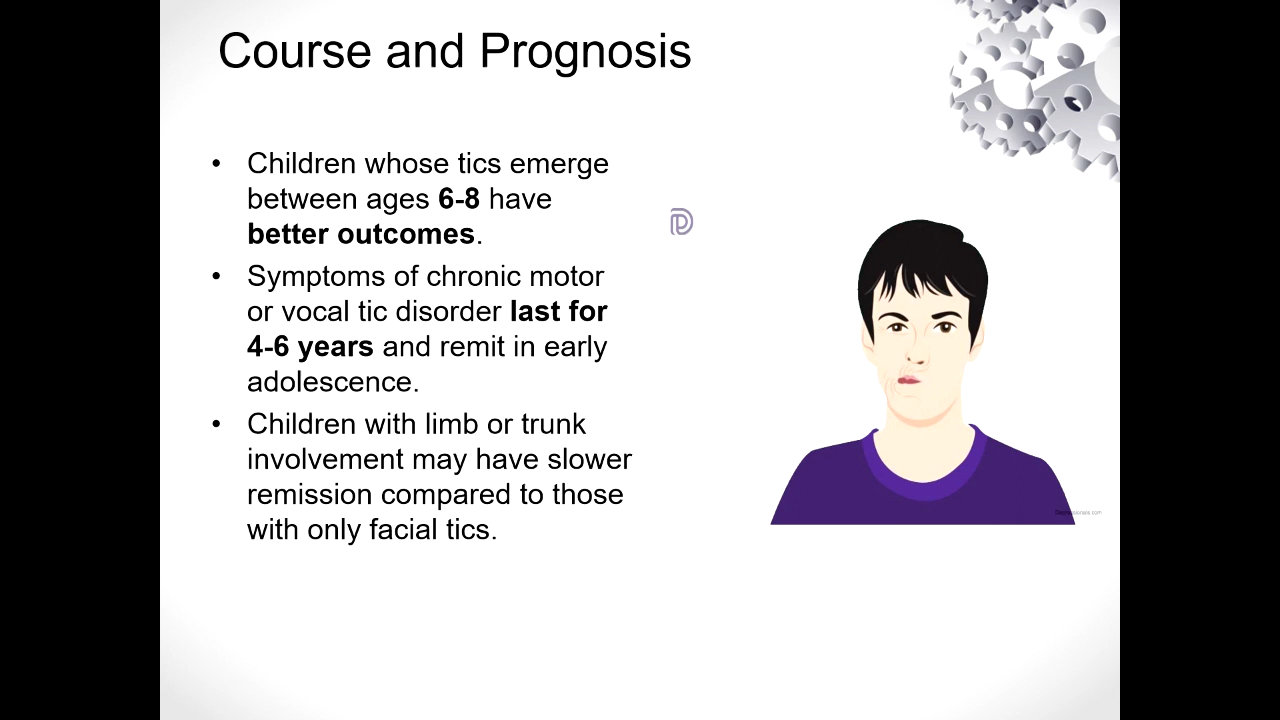 Course and Prognosis
• Children whose tics emerge
between ages 6-8 have
better outcomes.
• Symptoms of chronic motor
or vocal tic disorder last for
4-6 years and remit in early
adolescence.
• Children with limb or trunk
involvement may have slower
remission compared to those
with only facial tics.